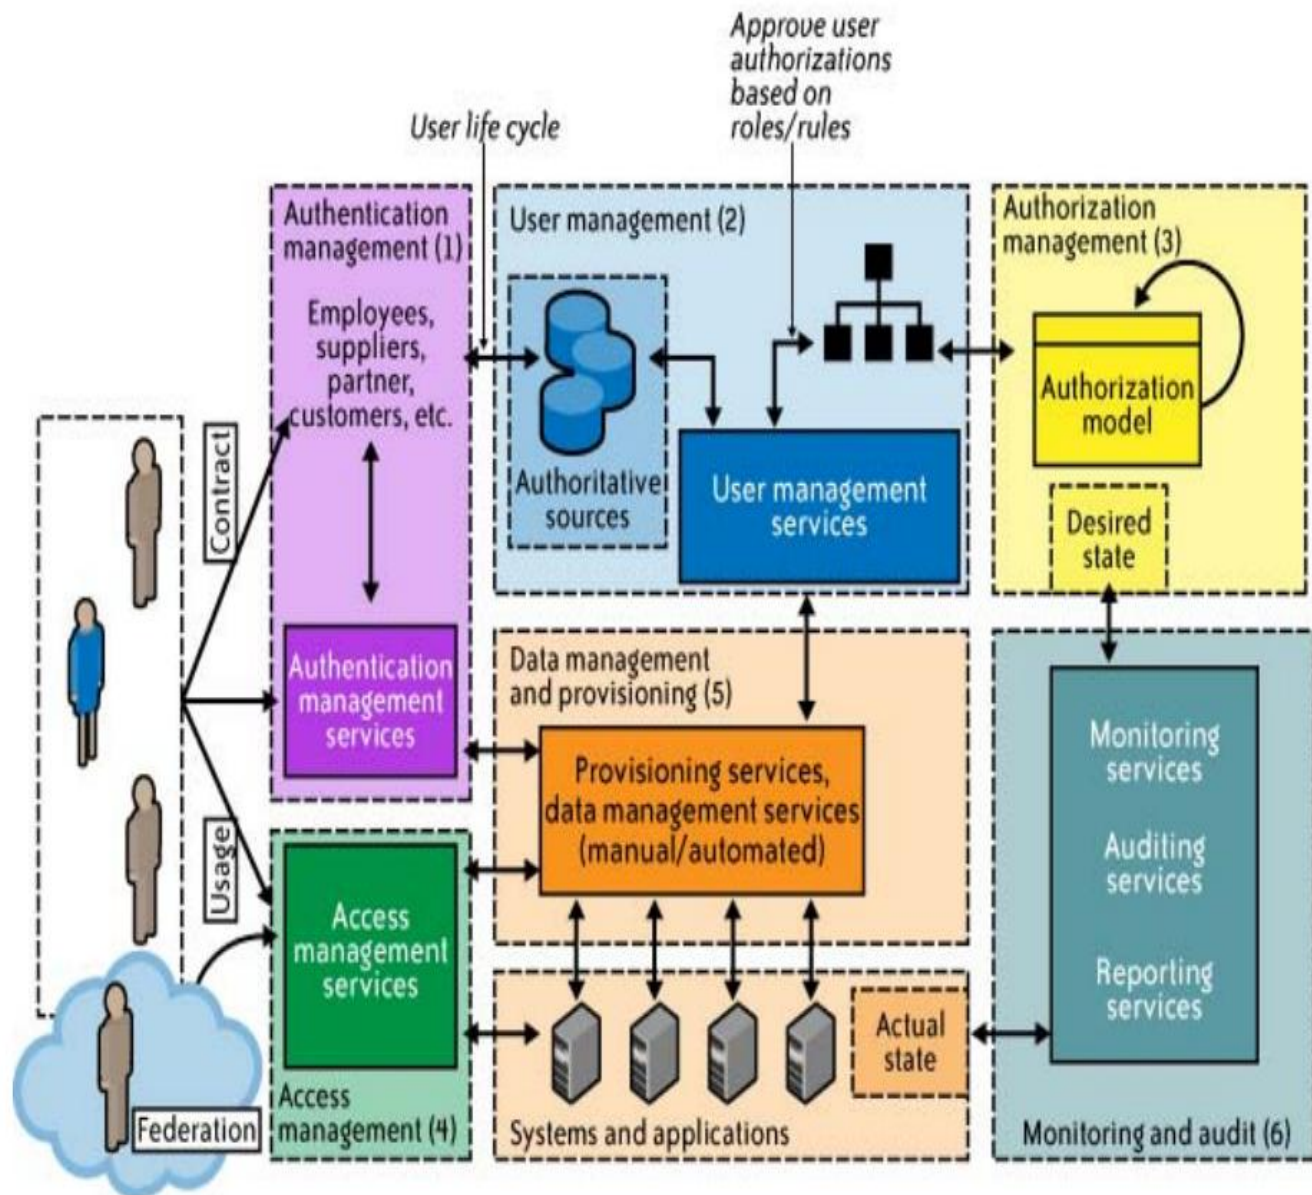 Approve user
authorizations
based on
roles/rules
User life cycle
Authentication
management (1)
Employees,
suppliers,
partner,
customers, etc.
Authentication
management
services
User management (2)
Authoritative
sources
User management
services
Authorization
management (3)
Authorization
model
Desired
state
Contract
Usage
Federation
Data management
and provisioning (5)
Provisioning services,
data management services
(manual/automated)
Access
management
services
Access
management (4)
Actual
state
Systems and applications
Monitoring
services
Auditing
services
Reporting
services
Monitoring and audit (6)